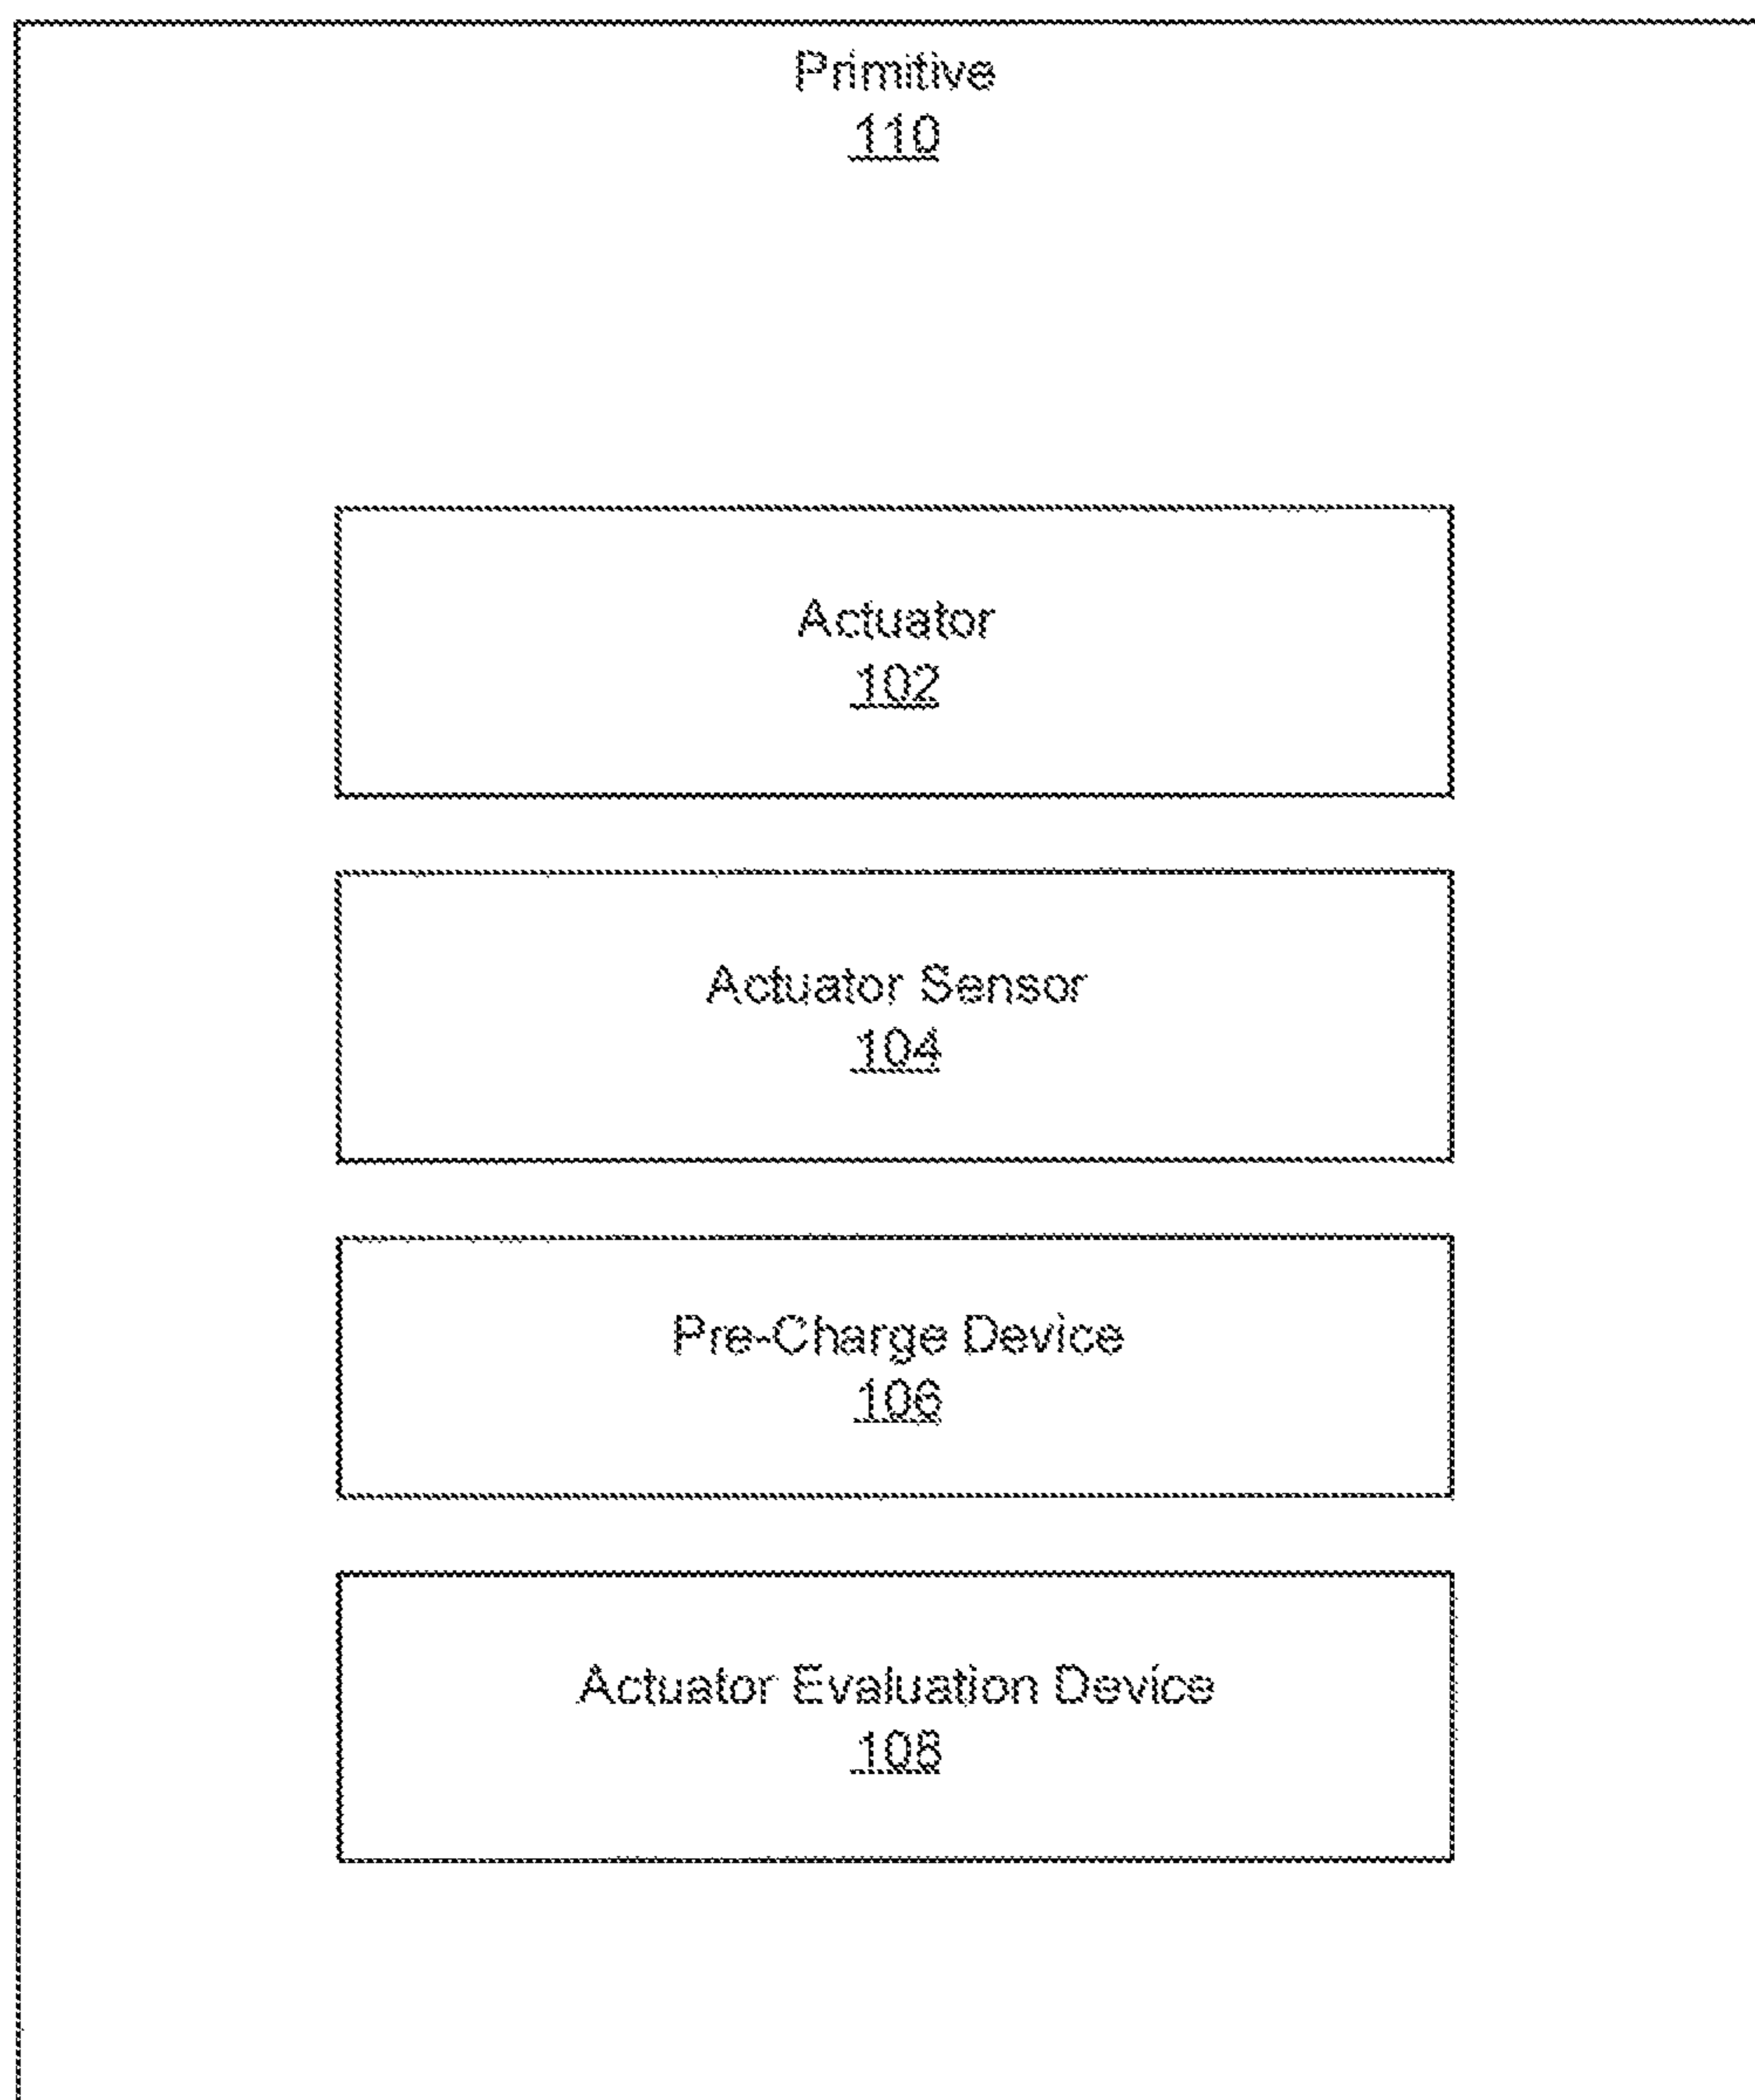 Primitive
110
Actuator
102
Actuator Sensor
104
Pre-Charge Device
106
Actuator Evaluation Device
108